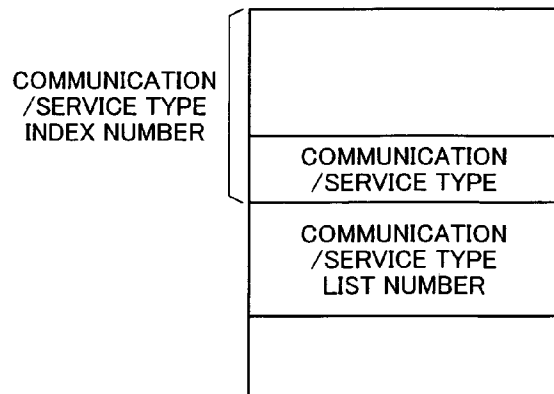 COMMUNICATION
/SERVICE TYPE
INDEX NUMBER
COMMUNICATION
/SERVICE TYPE
COMMUNICATION
/SERVICE TYPE
LIST NUMBER